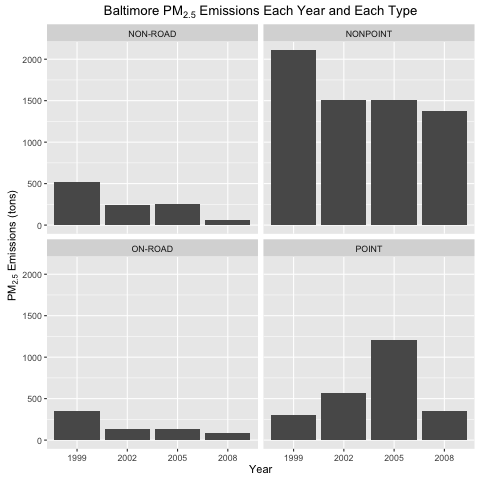 Baltimore PM2.5 Emissions Each Year and Each Type
NON-ROAD
NONPOINT
2000
1500
1000
500
0
ON-ROAD
POINT
2000
1500
1000
500
0
1999 2002 2005 2008
1999 2002 2005 2008
Year
PM2.5 Emissions (tons)